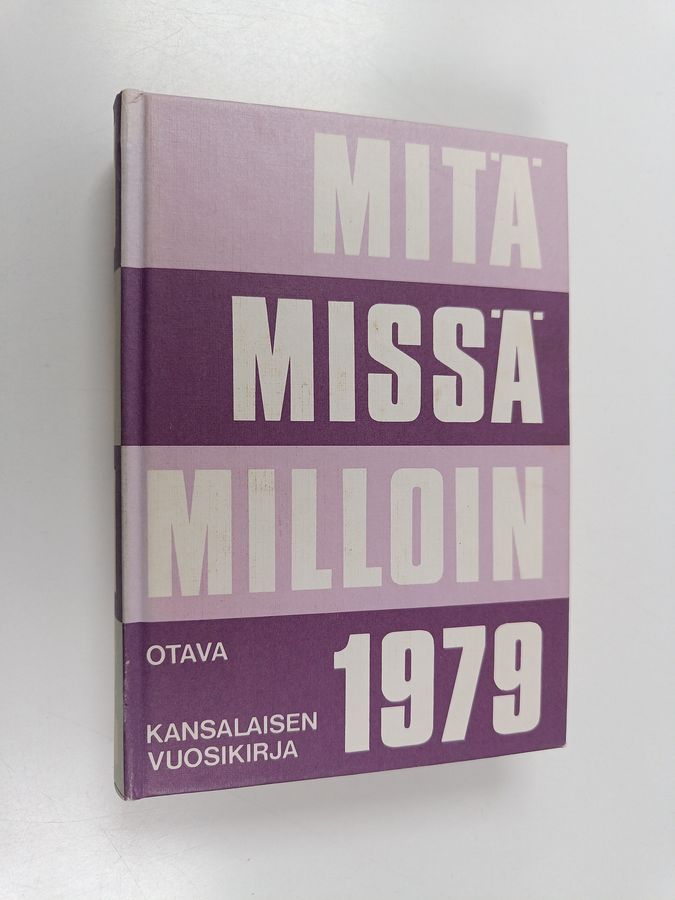 MITÄ
MISSÄ
MILLOIN
1979
OTAVA
KANSALAISEN
VUOSIKIRJA